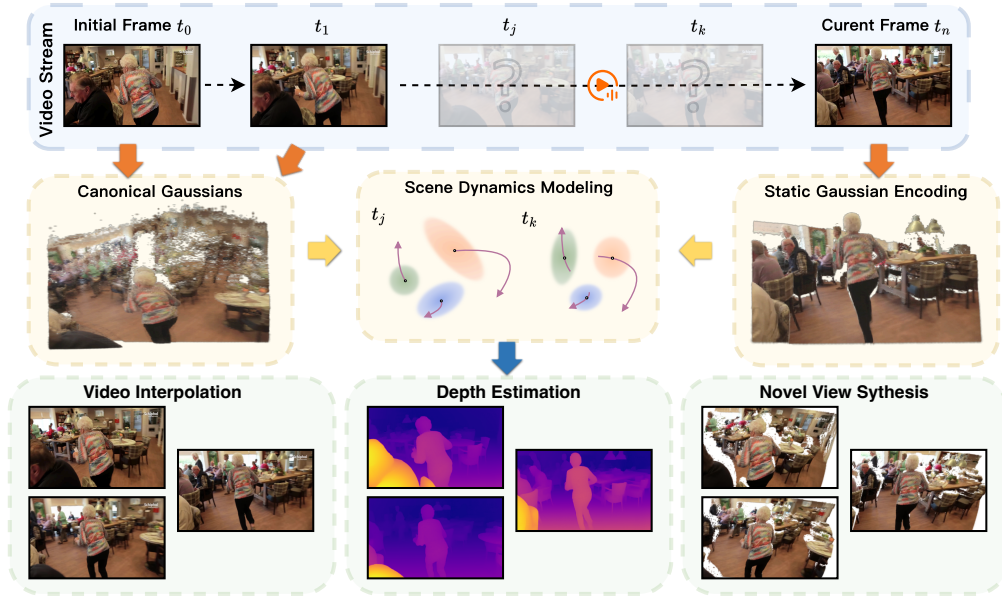 Video Stream
Initial Frame t₀
t₁
tⱼ
tₖ
Curent Frame tₙ
?
?
Canonical Gaussians
Scene Dynamics Modeling
Static Gaussian Encoding
tⱼ
tₖ
Video Interpolation
Depth Estimation
Novel View Sythesis